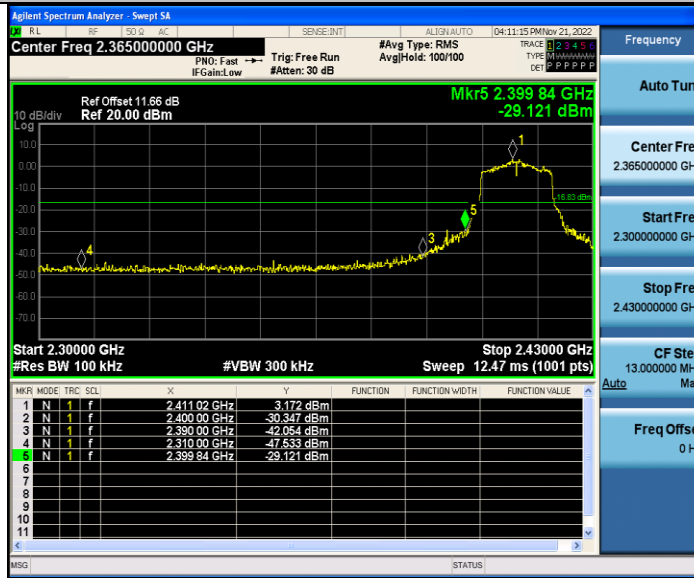 Agilent Spectrum Analyzer - Swept SA
RL RF 50 Ω AC SENSE:INT ALIGN AUTO 04:11:15 PM Nov 21, 2022
Center Freq 2.365000000 GHz
#Avg Type: RMS
TRACE 1 2 3 4 5 6
PNO: Fast
Trig: Free Run
Avg|Hold: 100/100
TYPE M
IFGain:Low
#Atten: 30 dB
DET P P P P P P
Ref Offset 11.66 dB
Ref 20.00 dBm
Mkr5 2.399 84 GHz
-29.121 dBm
10 dB/div
Log
10.0
0.00
-10.0
-20.0
-30.0
-40.0
-50.0
-60.0
-70.0
1
-16.83 dBm
5
3
4
Start 2.30000 GHz
Stop 2.43000 GHz
#Res BW 100 kHz
#VBW 300 kHz
Sweep 12.47 ms (1001 pts)
MKR MODE TRC SCL X Y FUNCTION FUNCTION WIDTH FUNCTION VALUE
1 N 1 f 2.411 02 GHz 3.172 dBm
2 N 1 f 2.400 00 GHz -30.347 dBm
3 N 1 f 2.390 00 GHz -42.054 dBm
4 N 1 f 2.310 00 GHz -47.533 dBm
5 N 1 f 2.399 84 GHz -29.121 dBm
6
7
8
9
10
11
MSG STATUS
Frequency
Auto Tun
Center Fre
2.365000000 GH
Start Fre
2.300000000 GH
Stop Fre
2.430000000 GH
CF Ste
13.000000 MH
Auto Ma
Freq Offse
0 H